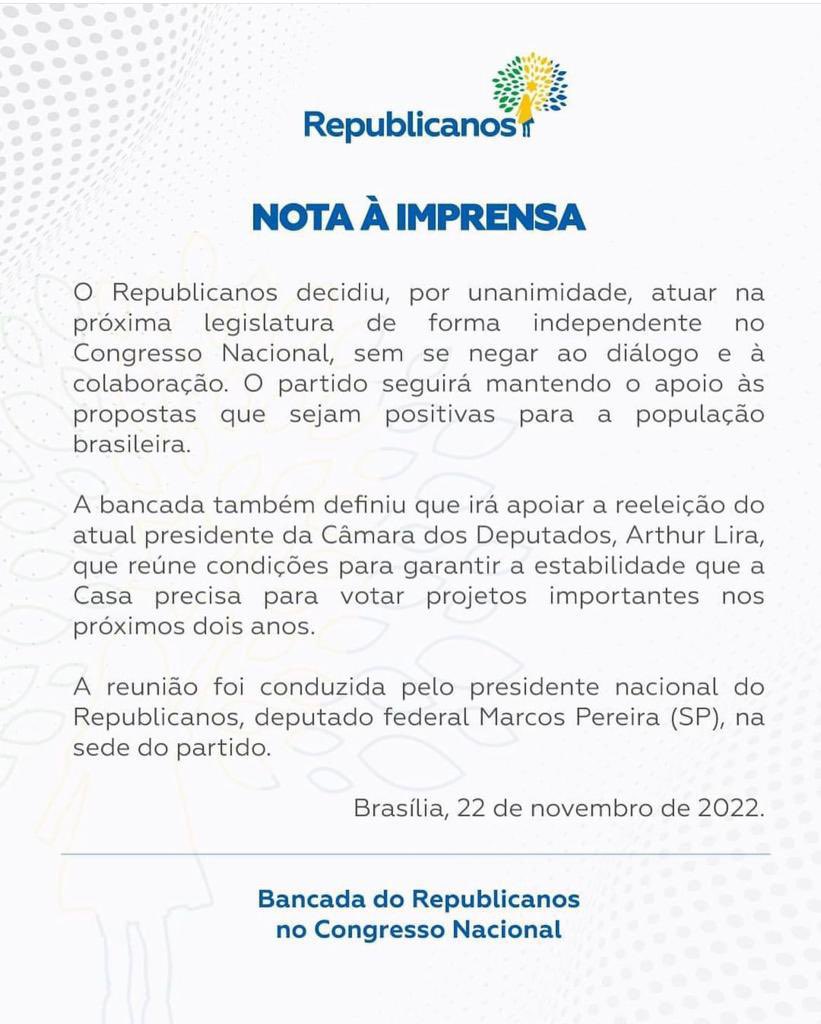 Republicanos
NOTA À IMPRENSA
O Republicanos decidiu, por unanimidade, atuar na
próxima legislatura de forma independente no
Congresso Nacional, sem se negar ao diálogo e à
colaboração. O partido seguirá mantendo o apoio às
propostas que sejam positivas para a população
brasileira.
A bancada também definiu que irá apoiar a reeleição do
atual presidente da Câmara dos Deputados, Arthur Lira,
que reúne condições para garantir a estabilidade que a
Casa precisa para votar projetos importantes nos
próximos dois anos.
A reunião foi conduzida pelo presidente nacional do
Republicanos, deputado federal Marcos Pereira (SP), na
sede do partido.
Brasília, 22 de novembro de 2022.
Bancada do Republicanos
no Congresso Nacional